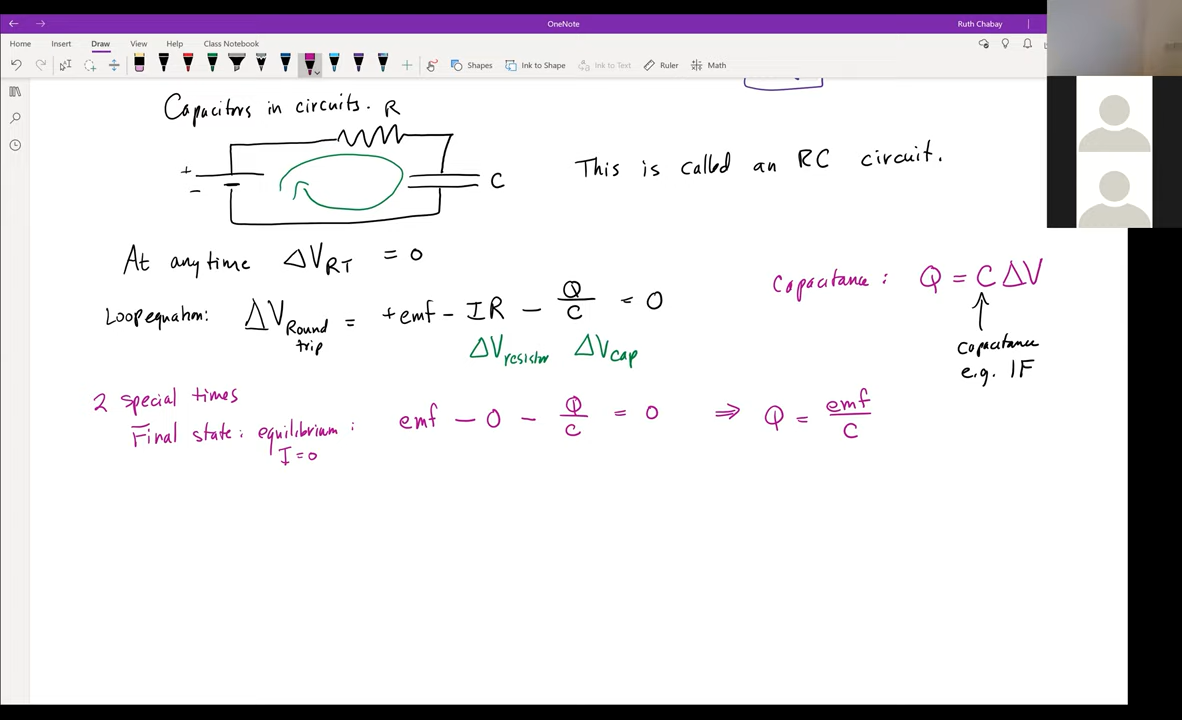 OneNote
Ruth Chabay
Home Insert Draw View Help Class Notebook
Shapes Ink to Shape Ink to Text Ruler Math
Capacitors in circuits. R
+
-
C
This is called an RC circuit.
At any time ΔV_RT = 0
Capacitance: Q = C ΔV
Loop equation: ΔV_Round trip = +emf - IR - Q/C = 0
ΔV_resistor ΔV_cap
capacitance
e.g. 1F
2 special times
Final state: equilibrium: emf - 0 - Q/C = 0 ⇒ Q = emf/C
I = 0